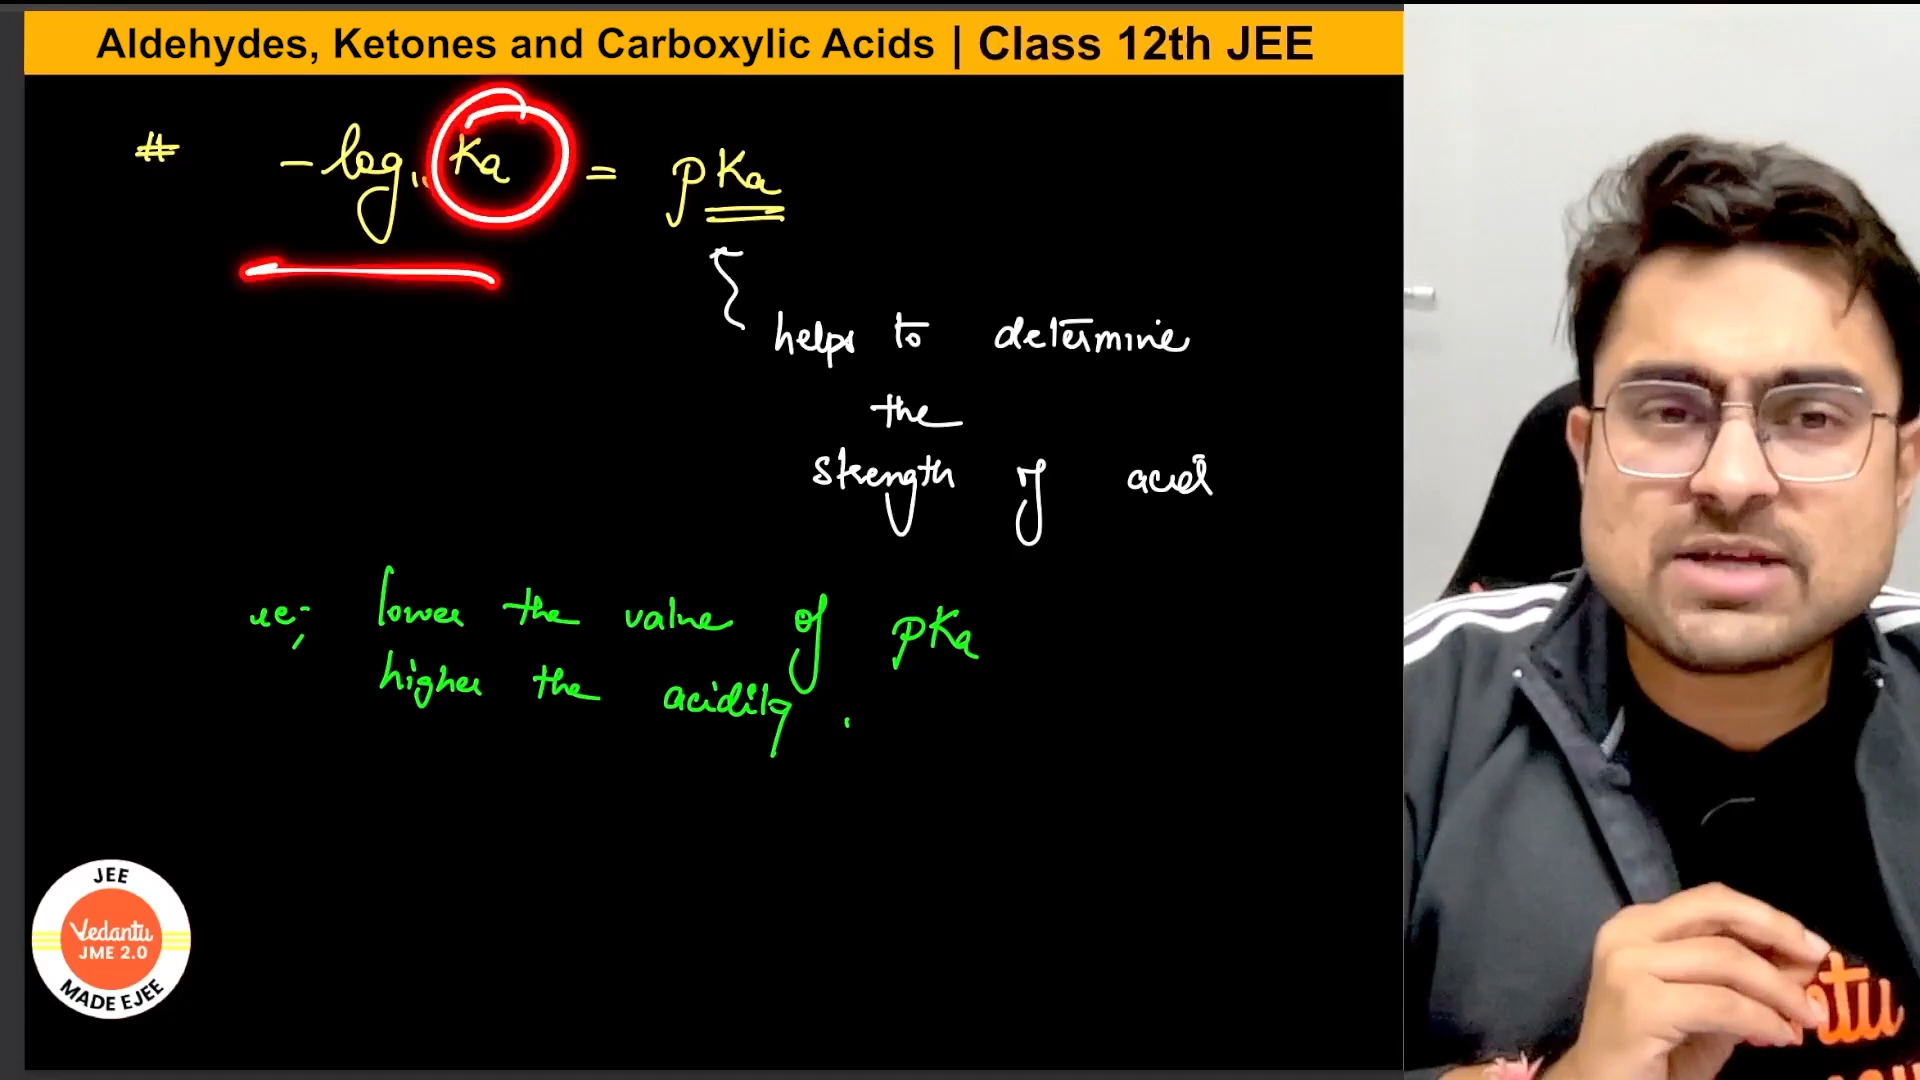 Aldehydes, Ketones and Carboxylic Acids | Class 12th JEE
# -log₁₀ Ka = pKa
helps to determine
the
strength of acid
ie; lower the value of pKa
higher the acidity.
JEE
Vedantu
JME 2.0
MADE EJEE